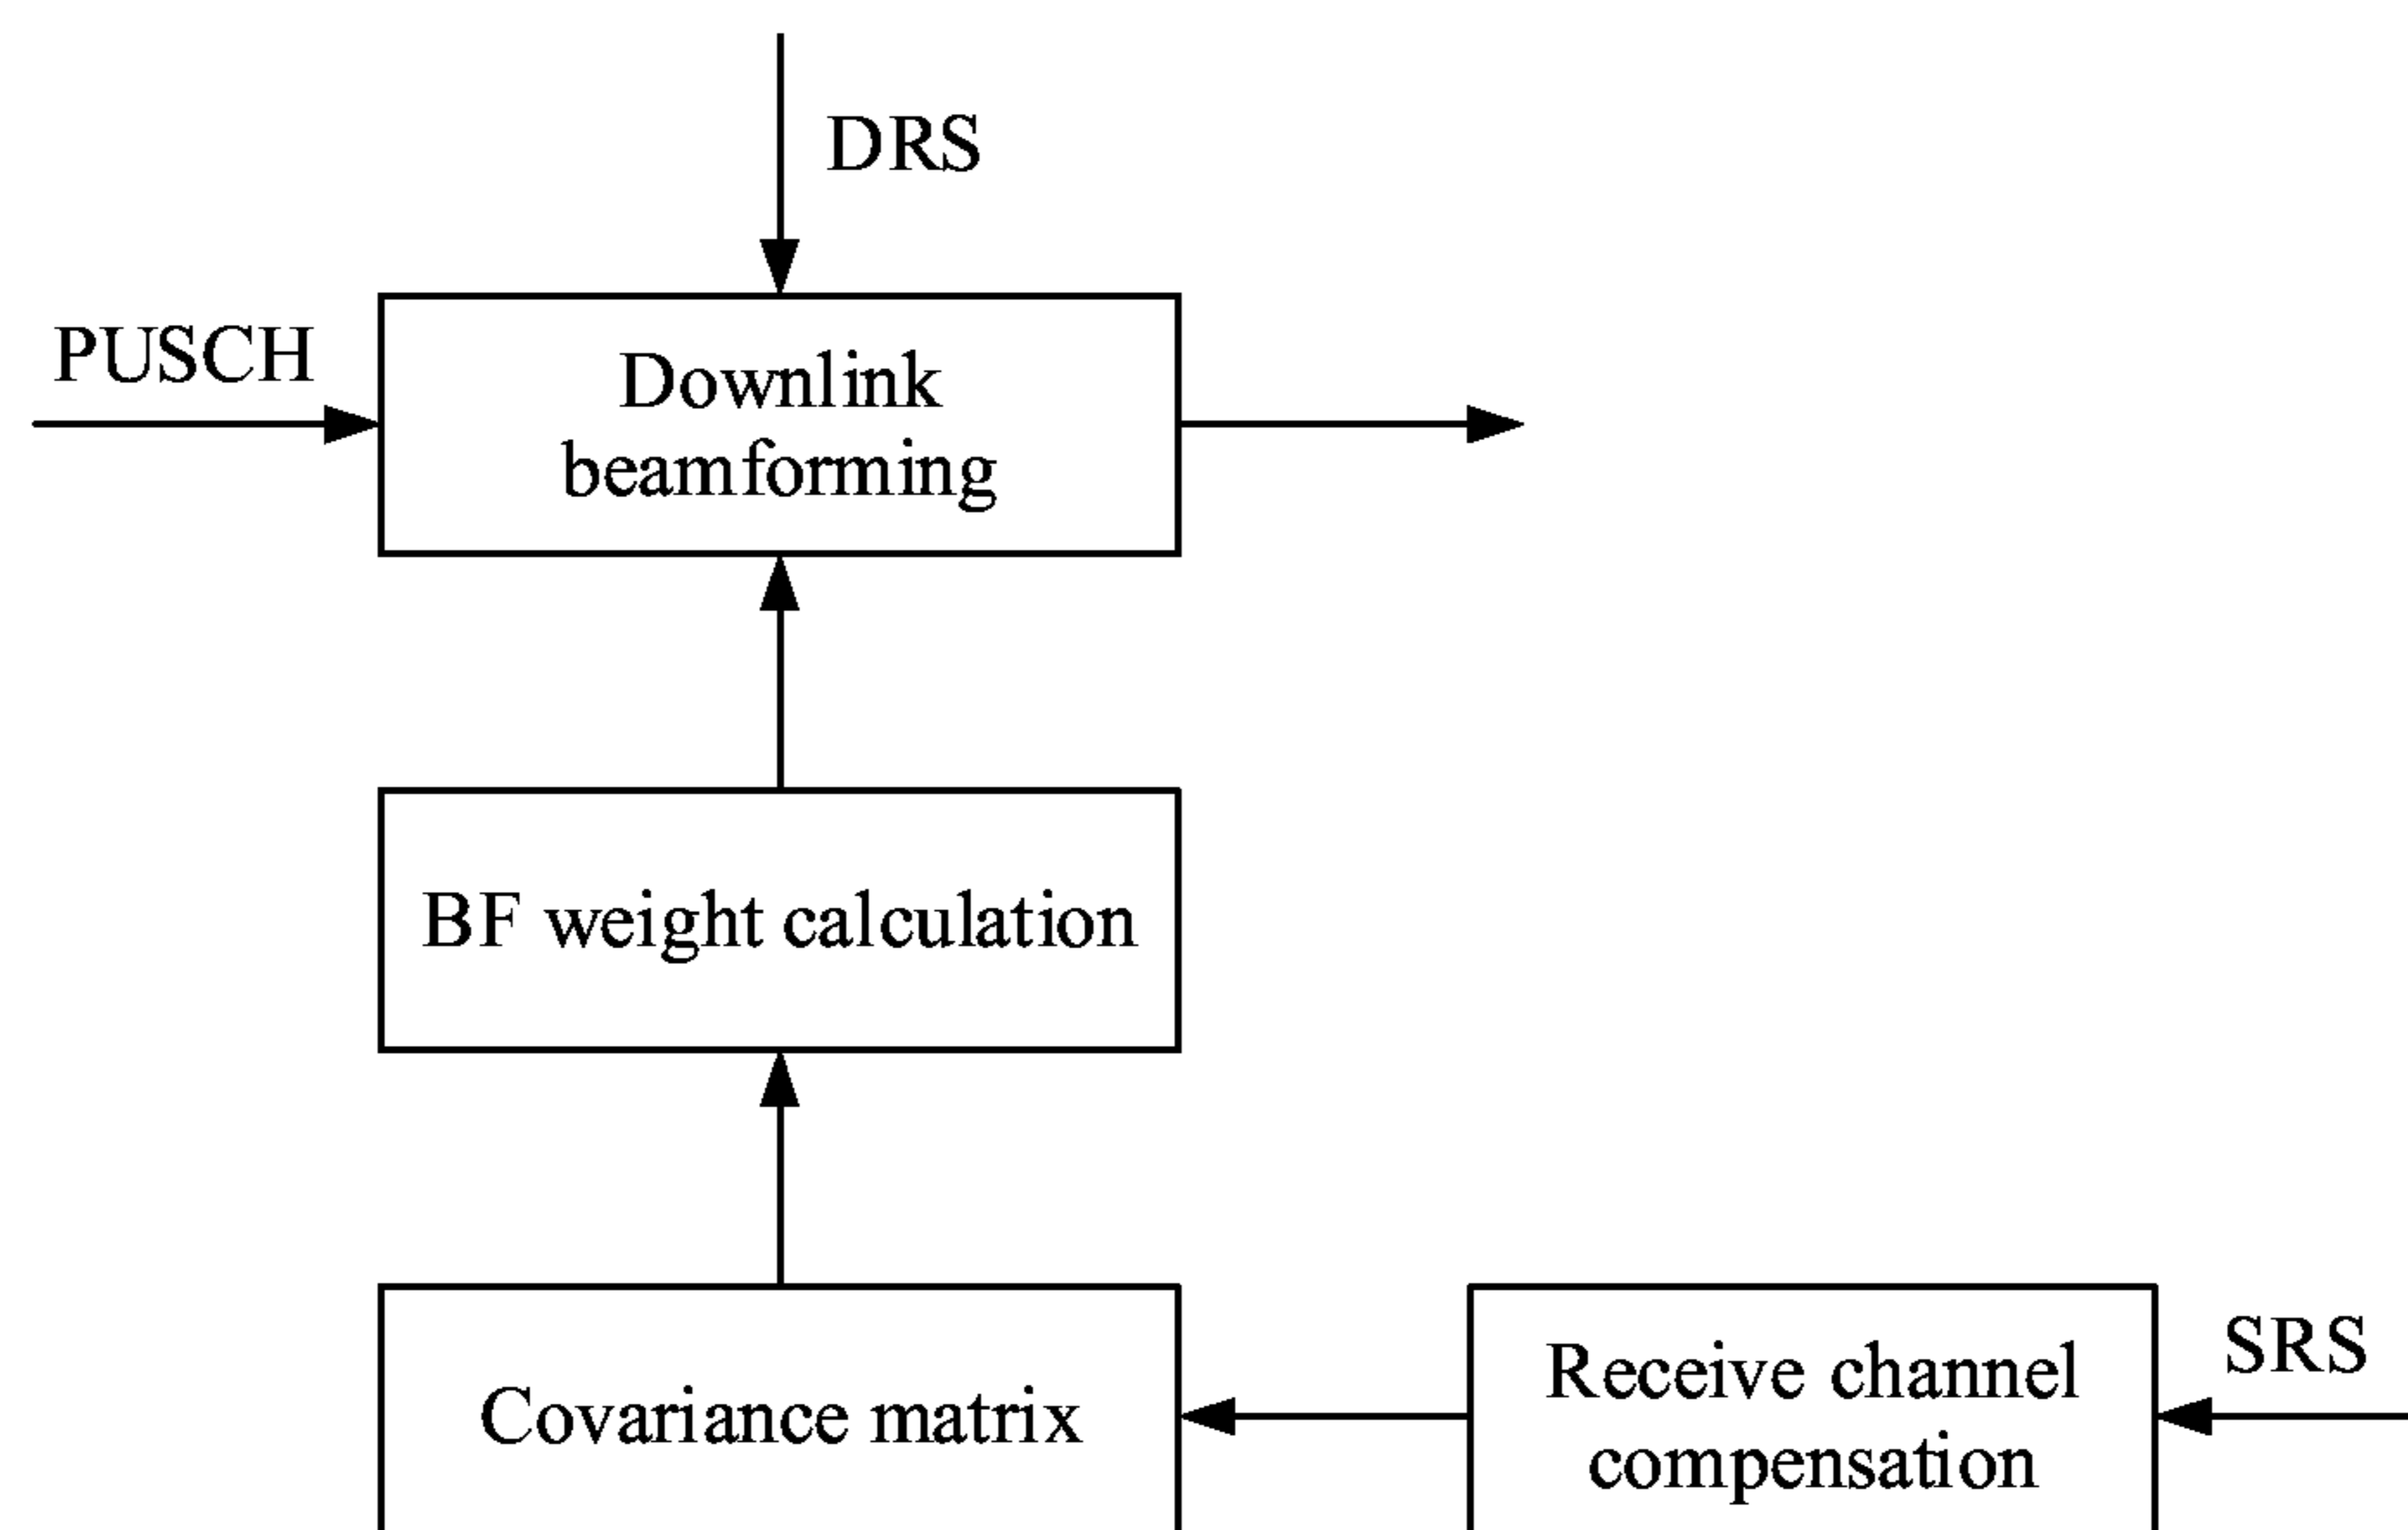 DRS
PUSCH
Downlink
beamforming
BF weight calculation
Covariance matrix
Receive channel
compensation
SRS